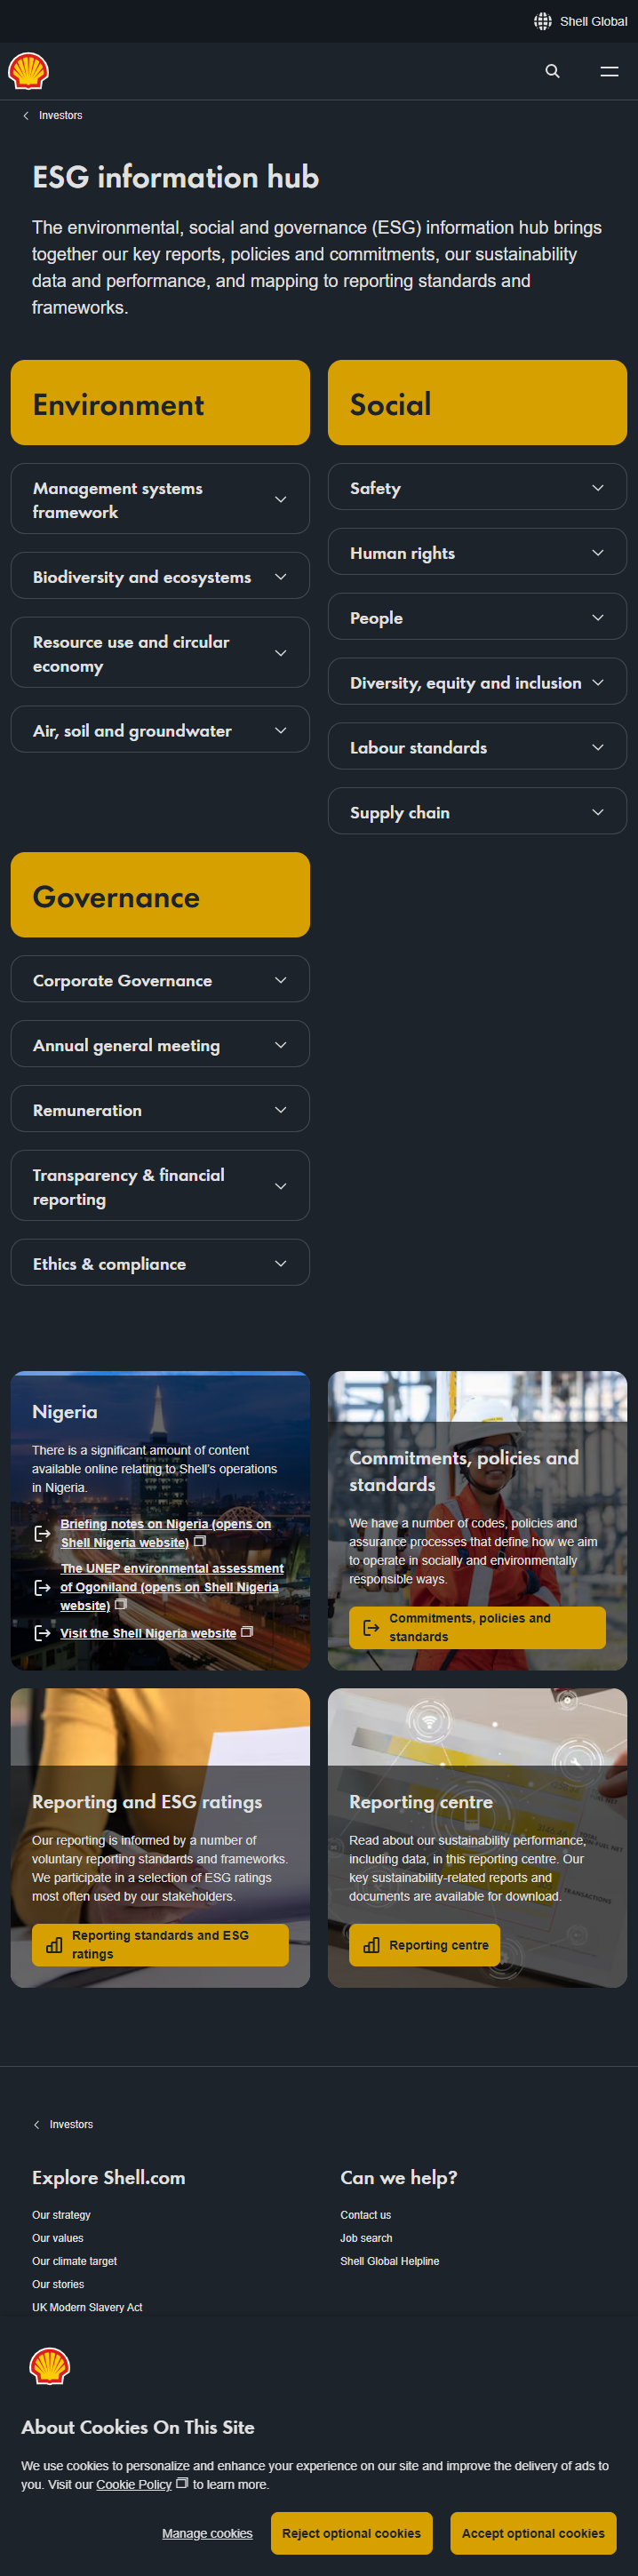 Shell Global
Investors
ESG information hub
The environmental, social and governance (ESG) information hub brings
together our key reports, policies and commitments, our sustainability
data and performance, and mapping to reporting standards and
frameworks.
Environment
Management systems
framework
Biodiversity and ecosystems
Resource use and circular
economy
Air, soil and groundwater
Social
Safety
Human rights
People
Diversity, equity and inclusion
Labour standards
Supply chain
Governance
Corporate Governance
Annual general meeting
Remuneration
Transparency & financial
reporting
Ethics & compliance
Nigeria
There is a significant amount of content
available online relating to Shell's operations
in Nigeria.
Briefing notes on Nigeria (opens on
Shell Nigeria website)
The UNEP environmental assessment
of Ogoniland (opens on Shell Nigeria
website)
Visit the Shell Nigeria website
Commitments, policies and
standards
We have a number of codes, policies and
assurance processes that define how we aim
to operate in socially and environmentally
responsible ways.
Commitments, policies and
standards
Reporting and ESG ratings
Our reporting is informed by a number of
voluntary reporting standards and frameworks.
We participate in a selection of ESG ratings
most often used by our stakeholders.
Reporting standards and ESG
ratings
Reporting centre
Read about our sustainability performance,
including data, in this reporting centre. Our
key sustainability-related reports and
documents are available for download.
TRANSACTIONS
Reporting centre
Investors
Explore Shell.com
Our strategy
Our values
Our climate target
Our stories
UK Modern Slavery Act
Can we help?
Contact us
Job search
Shell Global Helpline
About Cookies On This Site
We use cookies to personalize and enhance your experience on our site and improve the delivery of ads to
you. Visit our Cookie Policy to learn more.
Manage cookies
Reject optional cookies
Accept optional cookies